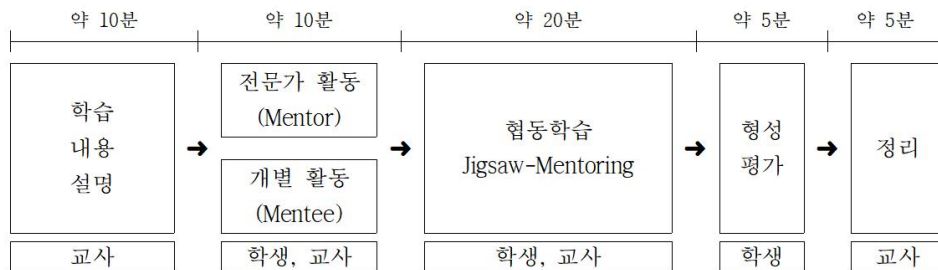 약 10분 약 10분 약 20분 약 5분 약 5분
학습
내용
설명
전문가 활동
(Mentor)
개별 활동
(Mentee)
협동학습
Jigsaw-Mentoring
형성
평가
정리
교사 학생, 교사 학생, 교사 학생 교사